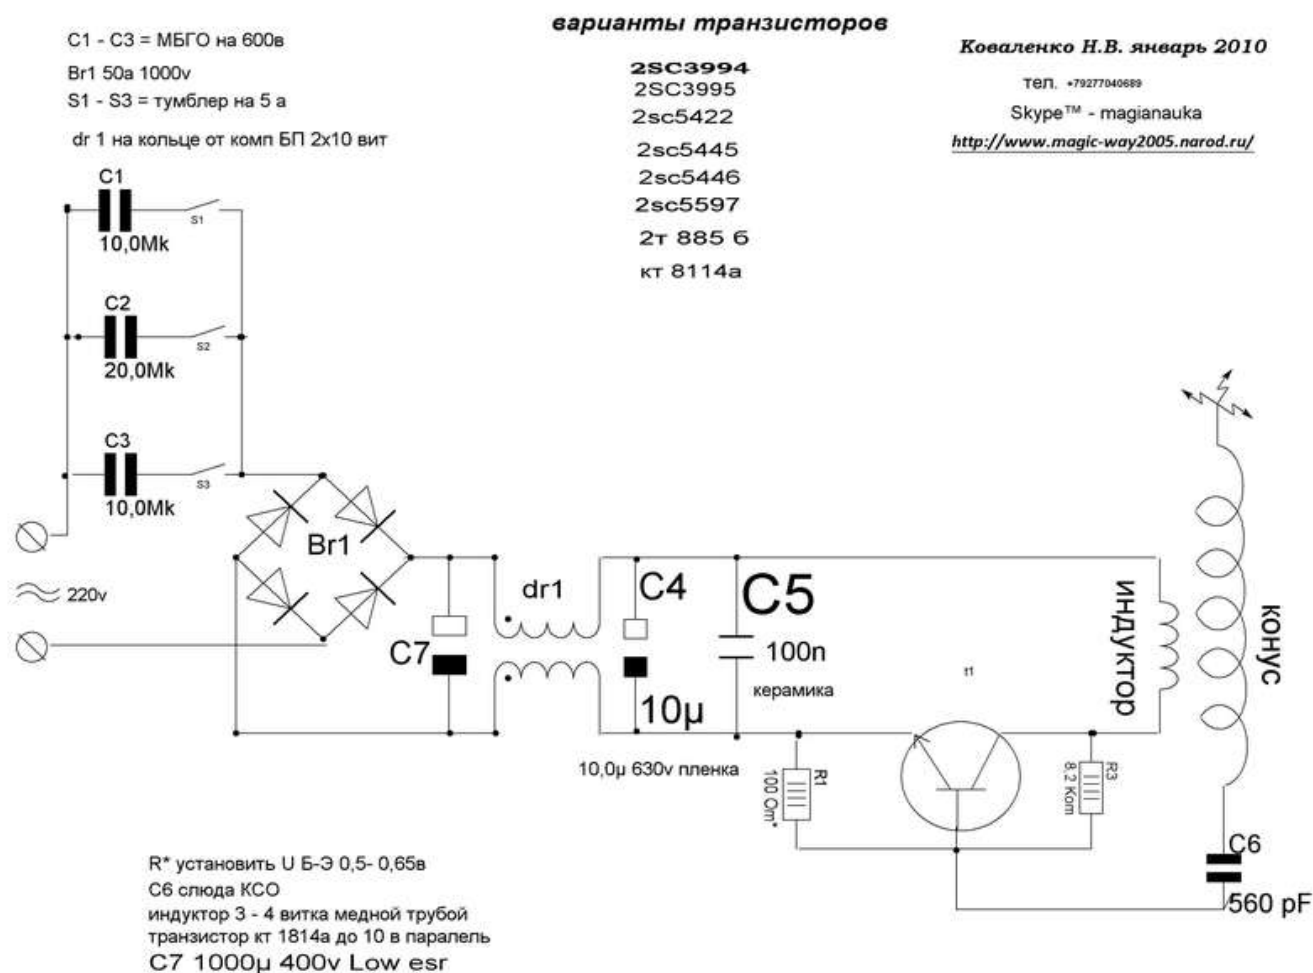 C1 - C3 = МБГО на 600в
Br1 50а 1000v
S1 - S3 = тумблер на 5 а
dr 1 на кольце от комп БП 2х10 вит
варианты транзисторов
2SC3994
2SC3995
2sc5422
2sc5445
2sc5446
2sc5597
2т 885 б
кт 8114а
Коваленко Н.В. январь 2010
тел. +79277040689
Skype™ - magianauka
http://www.magic-way2005.narod.ru/
C1
S1
10,0Mk
C2
S2
20,0Mk
C3
S3
10,0Mk
Br1
220v
dr1
C4
C5
C7
100n
керамика
10µ
10,0µ 630v пленка
индуктор
конус
t1
R1
100 Om*
R3
8,2 Kom
C6
560 pF
R* установить U Б-Э 0,5- 0,65в
C6 слюда КСО
индуктор 3 - 4 витка медной трубой
транзистор кт 1814а до 10 в паралель
C7 1000µ 400v Low esr